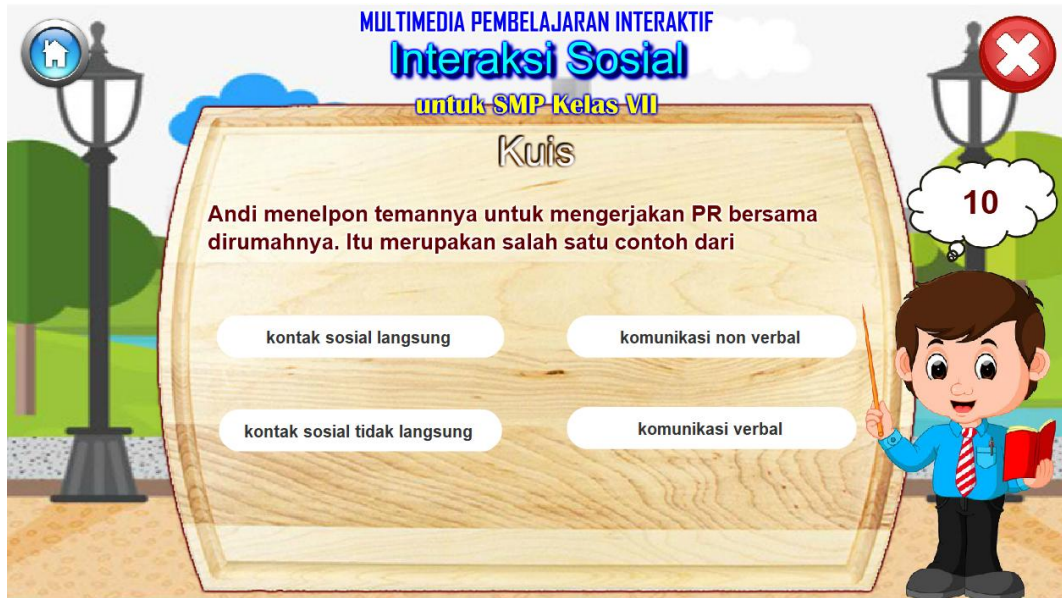 MULTIMEDIA PEMBELAJARAN INTERAKTIF
Interaksi Sosial
untuk SMP Kelas VII
Kuis
Andi menelpon temannya untuk mengerjakan PR bersama
dirumahnya. Itu merupakan salah satu contoh dari
10
kontak sosial langsung
komunikasi non verbal
kontak sosial tidak langsung
komunikasi verbal